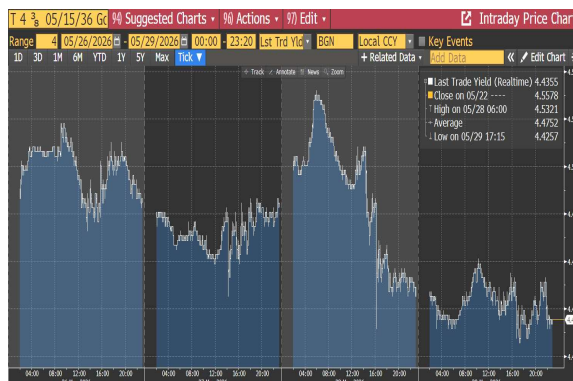 T 4 3/8 05/15/36 Gc 94) Suggested Charts 96) Actions 97) Edit Intraday Price Char
Range 4 05/26/2026 - 05/29/2026 00:00 - 23:20 Lst Trd Yld BGN Local CCY Key Events
1D 3D 1M 6M YTD 1Y 5Y Max Tick ▼ + Related Data Add Data « Edit Chart
+ Track Annotate News Zoom
Last Trade Yield (Realtime) 4.4355
Close on 05/22 ---- 4.5578
High on 05/28 06:00 4.5321
Average 4.4752
Low on 05/29 17:15 4.4257
04:00 08:00 12:00 16:00 20:00 04:00 08:00 12:00 16:00 20:00 04:00 08:00 12:00 16:00 20:00 04:00 08:00 12:00 16:00 20:00